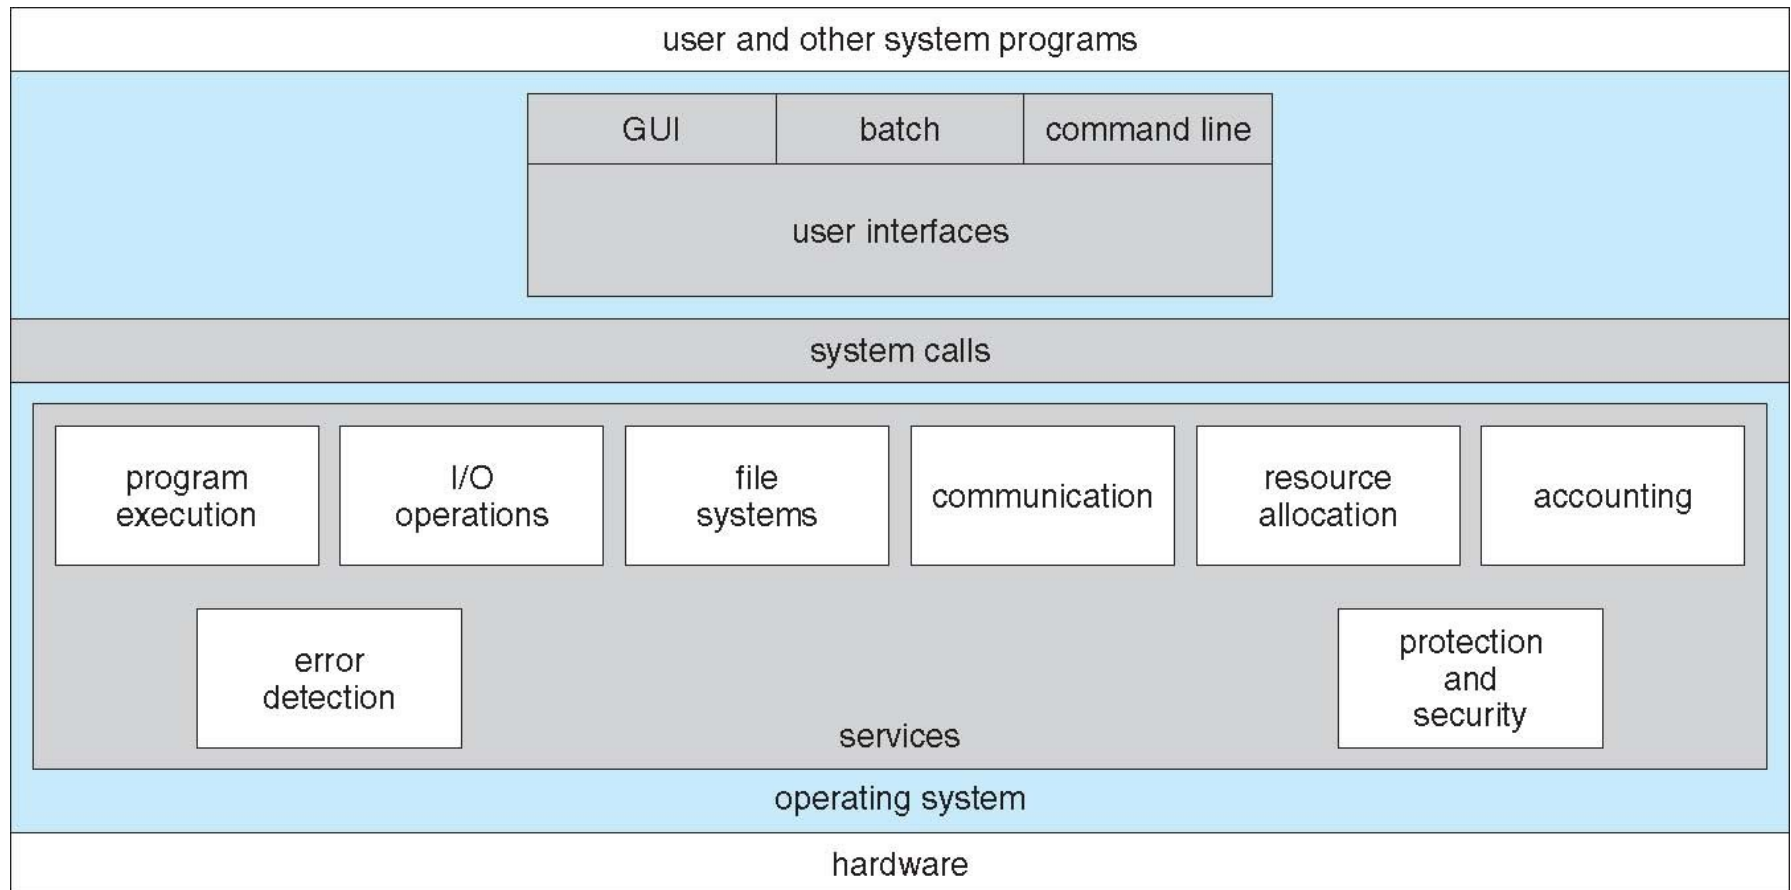 user and other system programs
GUI
batch
command line
user interfaces
system calls
program
execution
I/O
operations
file
systems
communication
resource
allocation
accounting
error
detection
protection
and
security
services
operating system
hardware